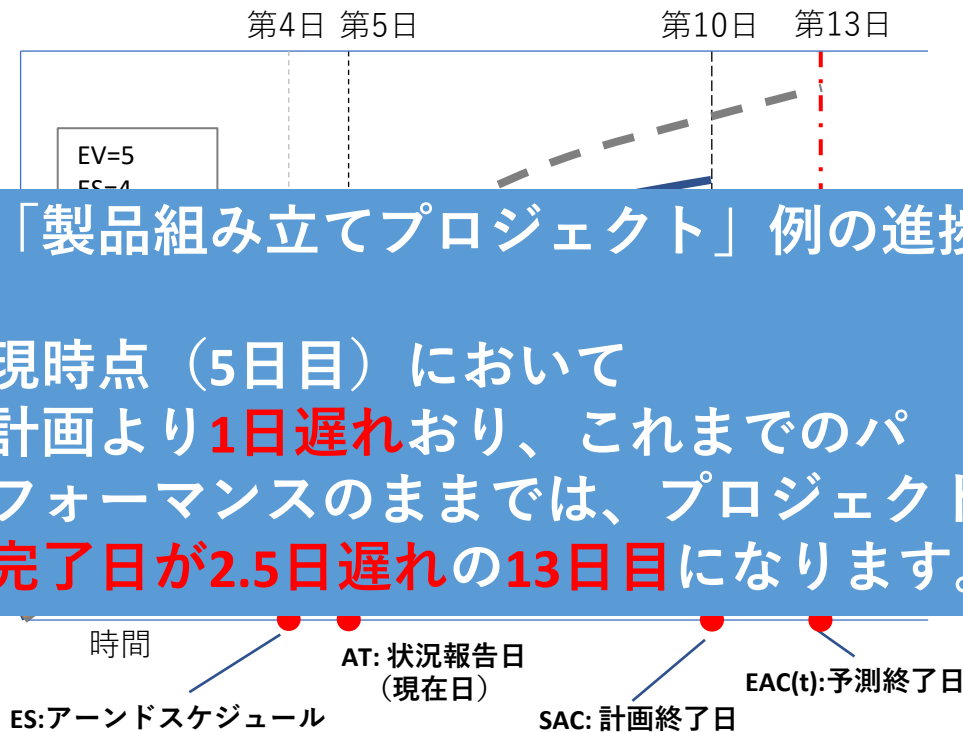 第4日 第5日 第10日 第13日
EV=5
ES=4
「製品組み立てプロジェクト」例の進捗
現時点（5日目）において
計画より1日遅れおり、これまでのパ
フォーマンスのままでは、プロジェクト
完了日が2.5日遅れの13日目になります。
時間
AT: 状況報告日
（現在日）
EAC(t):予測終了日
ES:アーンドスケジュール
SAC: 計画終了日